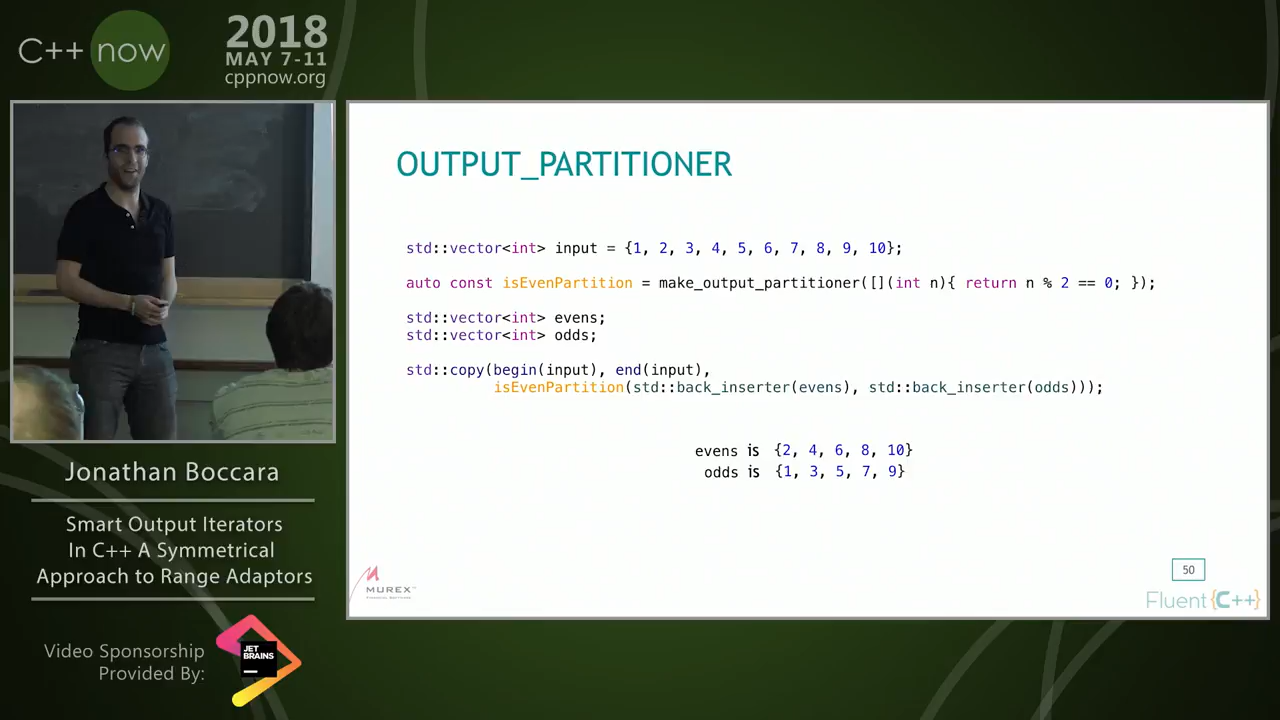 C++ now
2018
MAY 7-11
cppnow.org
OUTPUT_PARTITIONER
std::vector<int> input = {1, 2, 3, 4, 5, 6, 7, 8, 9, 10};
auto const isEvenPartition = make_output_partitioner([](int n){ return n % 2 == 0; });
std::vector<int> evens;
std::vector<int> odds;
std::copy(begin(input), end(input),
isEvenPartition(std::back_inserter(evens), std::back_inserter(odds)));
evens is {2, 4, 6, 8, 10}
odds is {1, 3, 5, 7, 9}
50
MUREX
Fluent {C++}
Jonathan Boccara
Smart Output Iterators
In C++ A Symmetrical
Approach to Range Adaptors
Video Sponsorship
Provided By:
JET
BRAINS